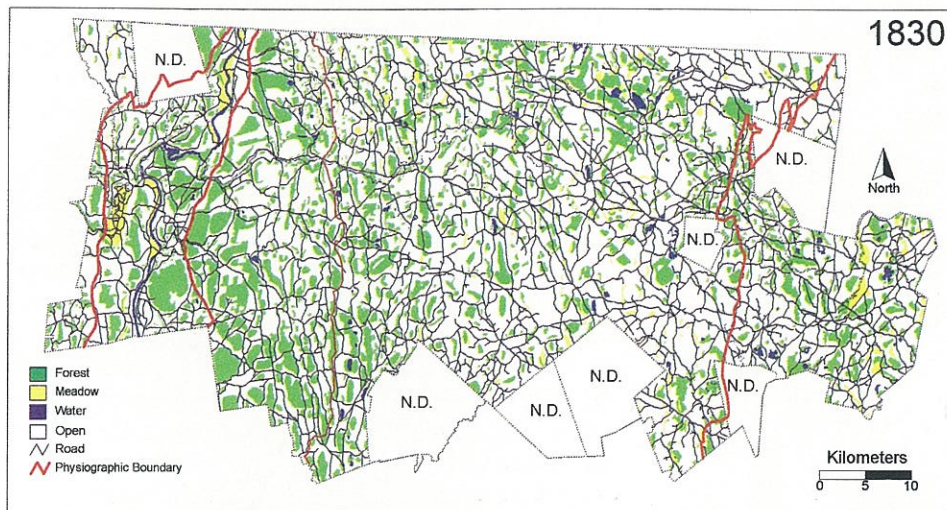 1830
N.D.
N.D.
North
N.D.
N.D.
N.D.
N.D.
N.D.
Forest
Meadow
Water
Open
Road
Physiographic Boundary
Kilometers
0 5 10